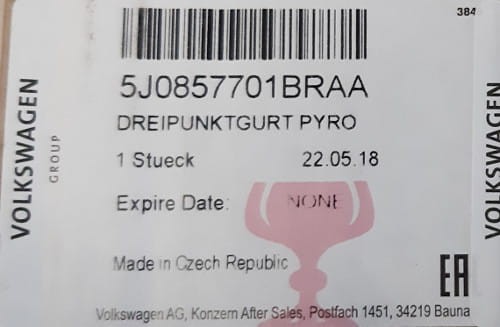 384
5J0857701BRAA
DREIPUNKTGURT PYRO
1 Stueck 22.05.18
Expire Date: NONE
Made in Czech Republic
EAC
Volkswagen AG, Konzern After Sales, Postfach 1451, 34219 Bauna
VOLKSWAGEN
GROUP
VOLKSWAGEN